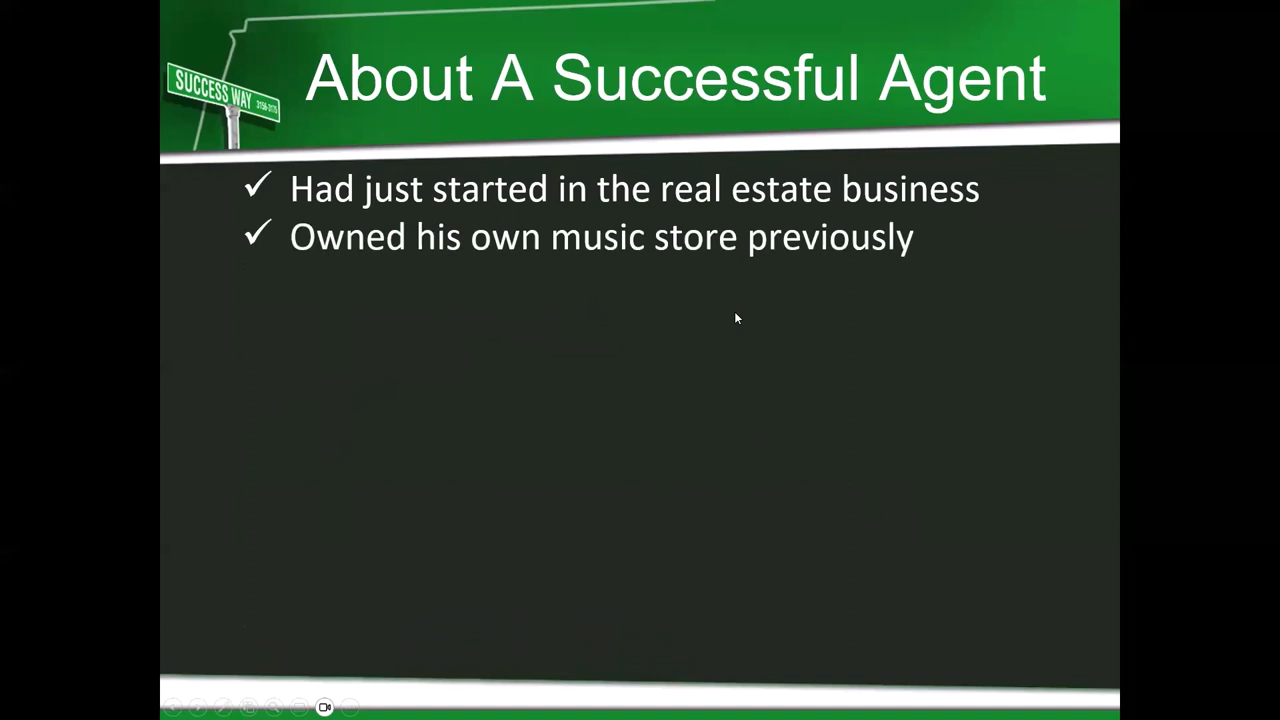 About A Successful Agent
SUCCESS WAY
✓ Had just started in the real estate business
✓ Owned his own music store previously